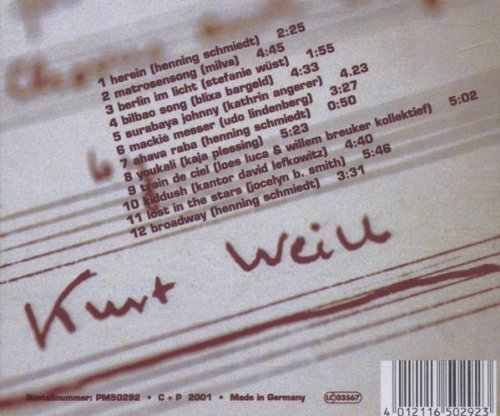 1 herein (henning schmiedt) 2:25
2 matrosensong (milva) 4:45
3 berlin im licht (stefanie wüst) 1:55
4 bilbao song (blixa bargeld) 4:33
5 surabaya johnny (kathrin angerer) 4.23
6 mackie messer (udo lindenberg) 3:27
7 ahava raba (henning schmiedt) 0:50
8 youkali (kaja plessing) 5:23
9 train de ciel (loes luca & willem breuker kollektief) 5:02
10 kiddush (kantor david lefkowitz) 4:40
11 lost in the stars (jocelyn b. smith) 5:46
12 broadway (henning schmiedt) 3:31
Kurt Weill
Bestellnummer: PM50292 • C + P 2001 • Made in Germany
LC 03567
4 012116 502923